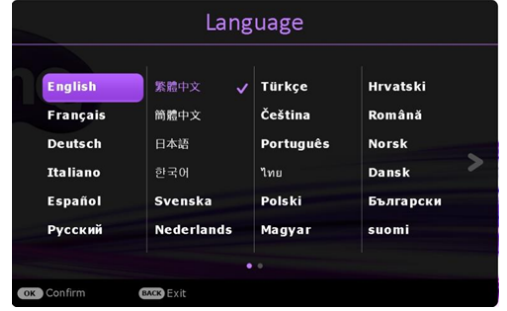 Language
English
繁體中文
Türkçe
Hrvatski
Français
簡體中文
Čeština
Română
Deutsch
日本語
Português
Norsk
Italiano
한국어
ไทย
Dansk
Español
Svenska
Polski
Български
Русский
Nederlands
Magyar
suomi
OK Confirm
BACK Exit